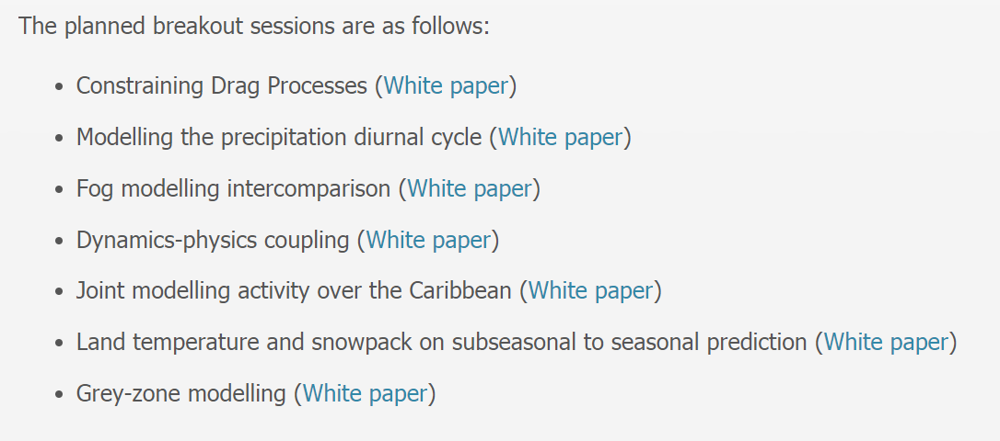 The planned breakout sessions are as follows:
• Constraining Drag Processes (White paper)
• Modelling the precipitation diurnal cycle (White paper)
• Fog modelling intercomparison (White paper)
• Dynamics-physics coupling (White paper)
• Joint modelling activity over the Caribbean (White paper)
• Land temperature and snowpack on subseasonal to seasonal prediction (White paper)
• Grey-zone modelling (White paper)